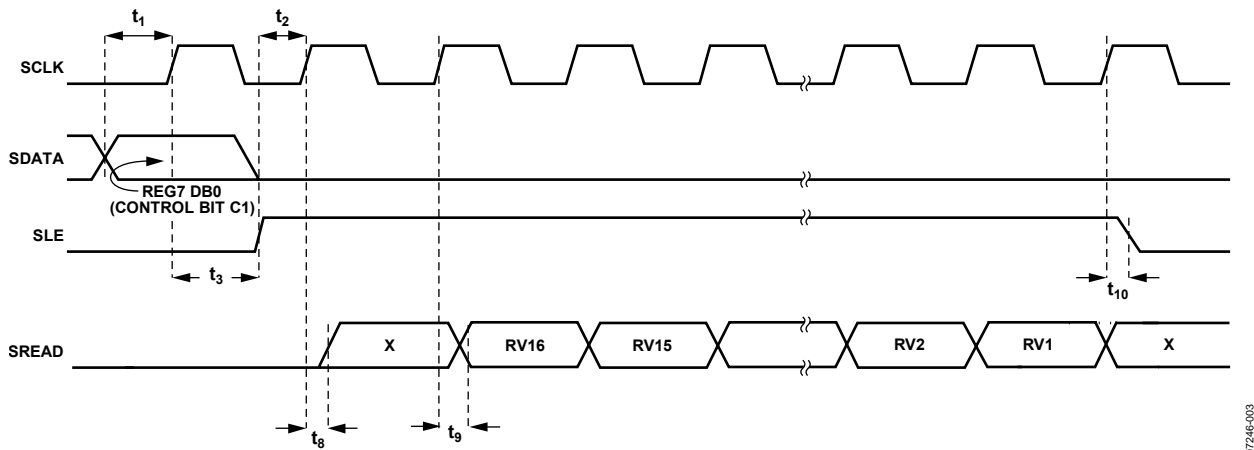 t1
t2
SCLK
SDATA
REG7 DB0
(CONTROL BIT C1)
SLE
t3
t10
SREAD
X
RV16
RV15
RV2
RV1
X
t8
t9
07246-003